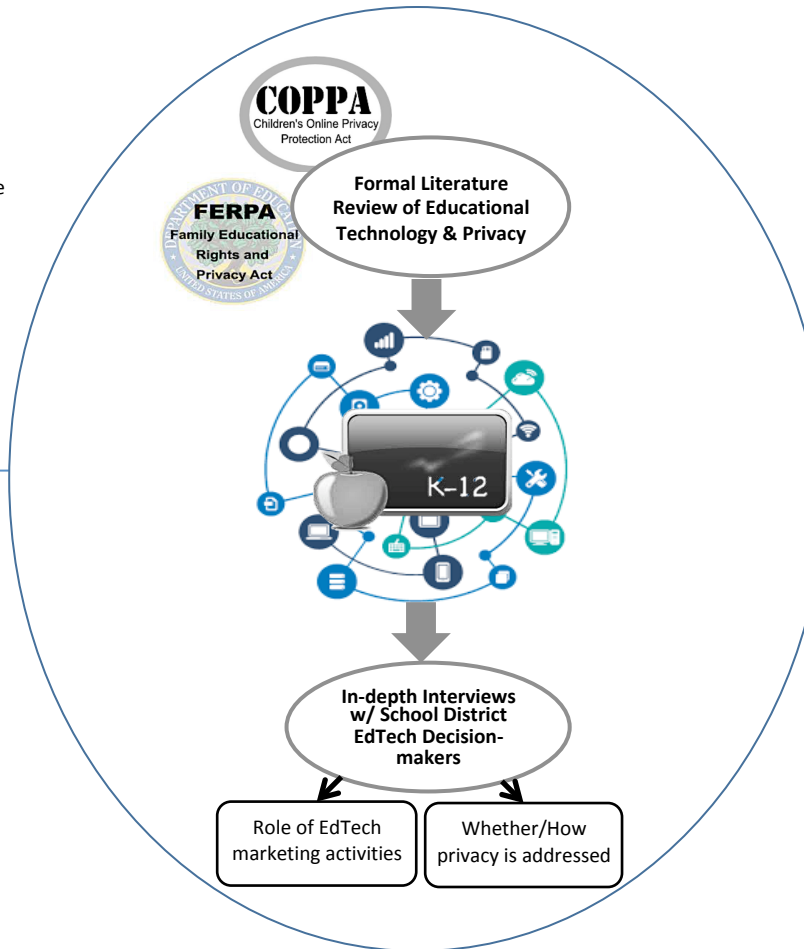 COPPA
Children's Online Privacy
Protection Act
e
DEPARTMENT OF EDUCATION
FERPA
Family Educational
Rights and
Privacy Act
UNITED STATES OF AMERICA
Formal Literature
Review of Educational
Technology & Privacy
K-12
In-depth Interviews
w/ School District
EdTech Decision-
makers
Role of EdTech
marketing activities
Whether/How
privacy is addressed